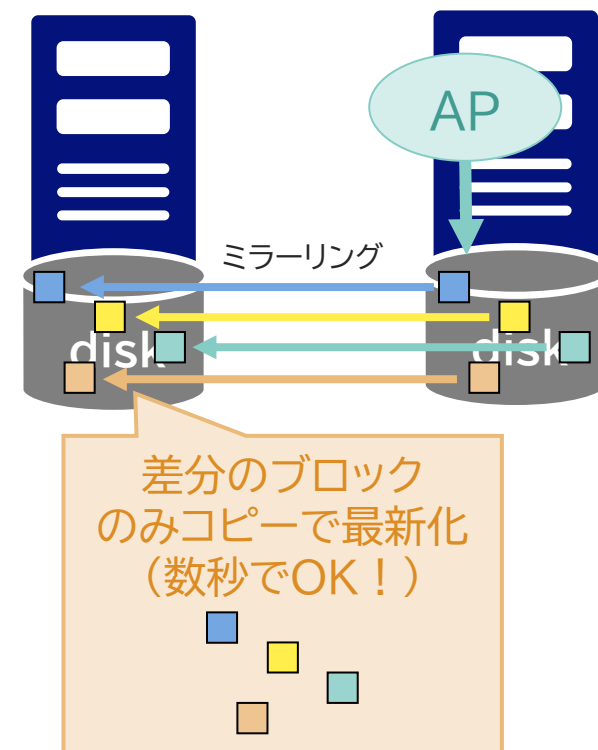 AP
ミラーリング
disk
disk
差分のブロック
のみコピーで最新化
（数秒でOK！）